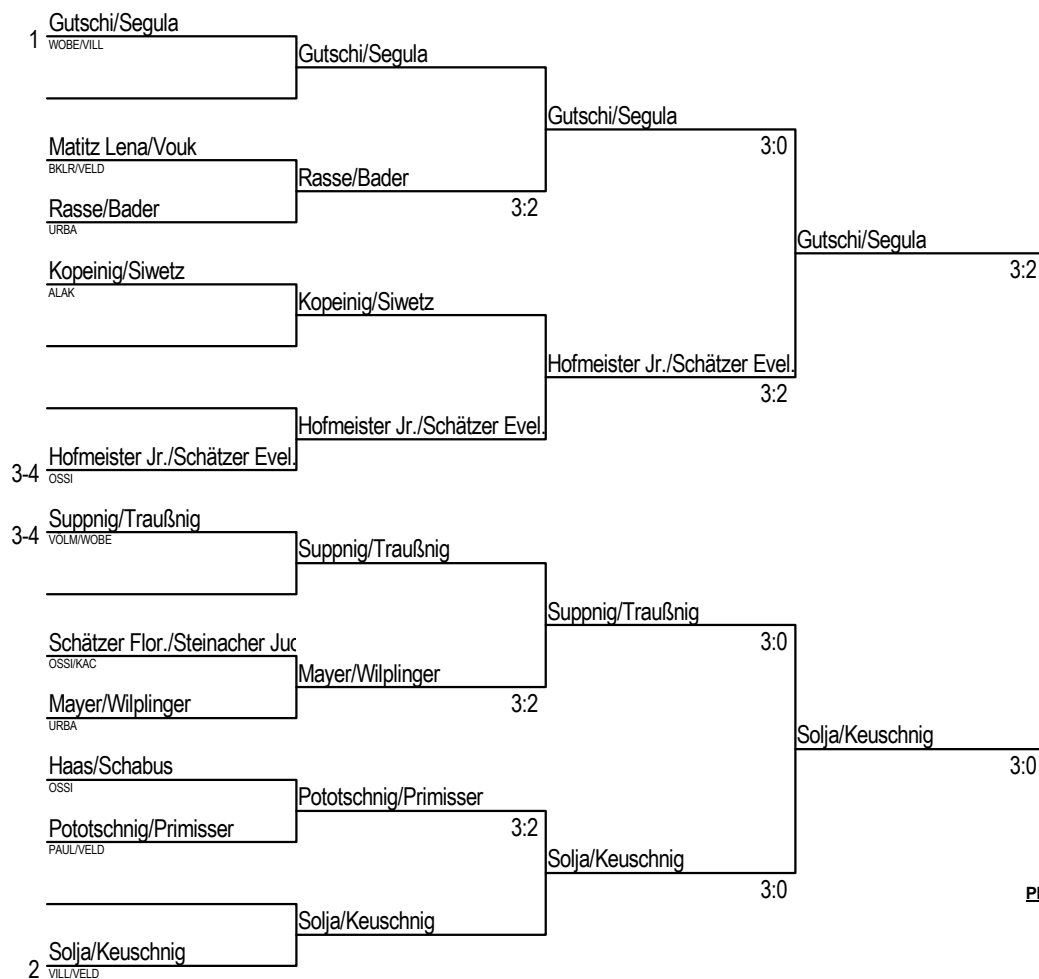 Gutschi/Segula
1
WOBE/VILL
Gutschi/Segula
Gutschi/Segula
3:0
Matitz Lena/Vouk
BKLR/VELD
Rasse/Bader
3:2
Rasse/Bader
URBA
Gutschi/Segula
3:2
Kopeinig/Siwetz
ALAK
Kopeinig/Siwetz
Hofmeister Jr./Schätzer Evel.
3:2
Hofmeister Jr./Schätzer Evel.
Hofmeister Jr./Schätzer Evel.
3-4
OSSI
Suppnig/Traußnig
3-4
VÖLM/WOBE
Suppnig/Traußnig
Suppnig/Traußnig
3:0
Schätzer Flor./Steinacher Juc
OSSI/KAC
Mayer/Wilplinger
3:2
Mayer/Wilplinger
URBA
Solja/Keuschnig
3:0
Haas/Schabus
OSSI
Pototschnig/Primisser
3:2
Pototschnig/Primisser
PAUL/VELD
Solja/Keuschnig
3:0
Solja/Keuschnig
Solja/Keuschnig
2
VILL/VELD